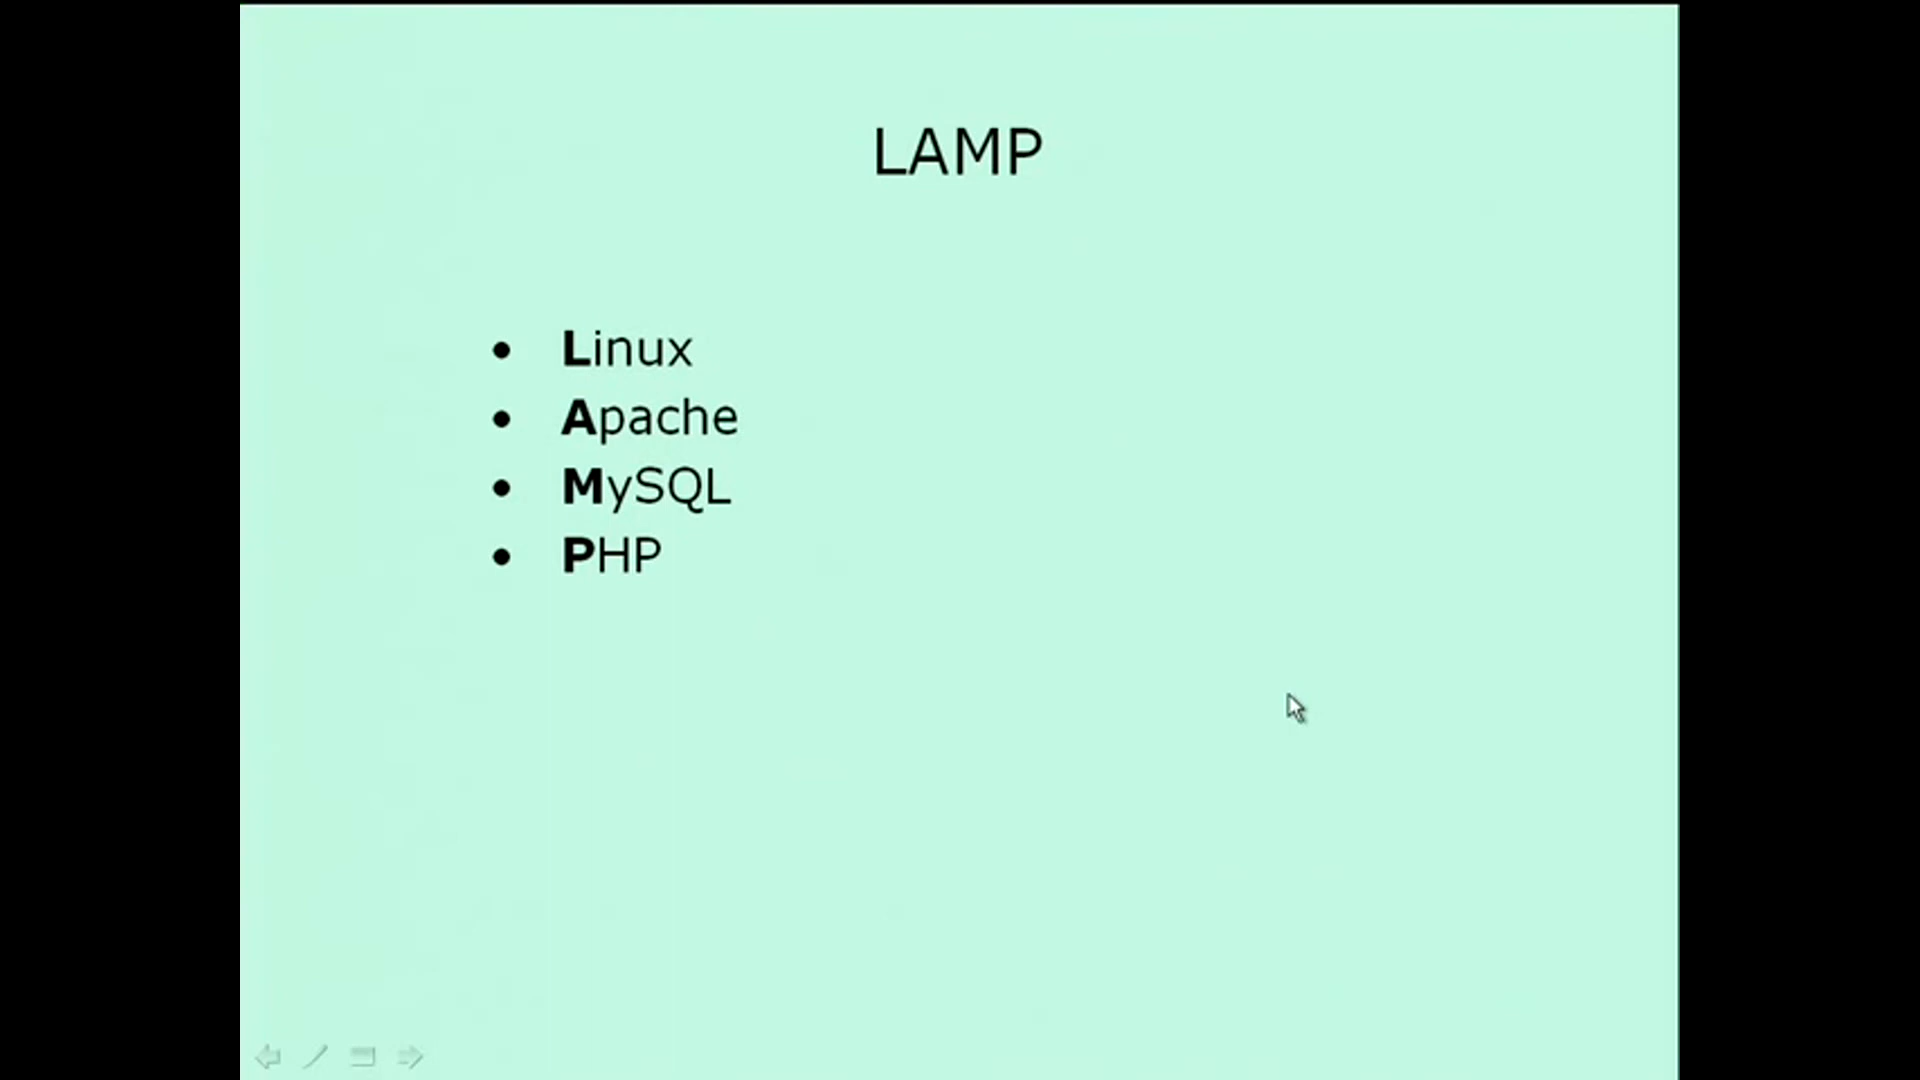 LAMP
• Linux
• Apache
• MySQL
• PHP